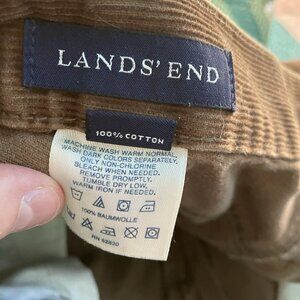 LANDS' END
100% COTTON
MACHINE WASH WARM NORMAL.
WASH DARK COLORS SEPARATELY.
ONLY NON-CHLORINE
BLEACH WHEN NEEDED.
REMOVE PROMPTLY.
TUMBLE DRY LOW.
WARM IRON IF NEEDED.
100% BAUMWOLLE